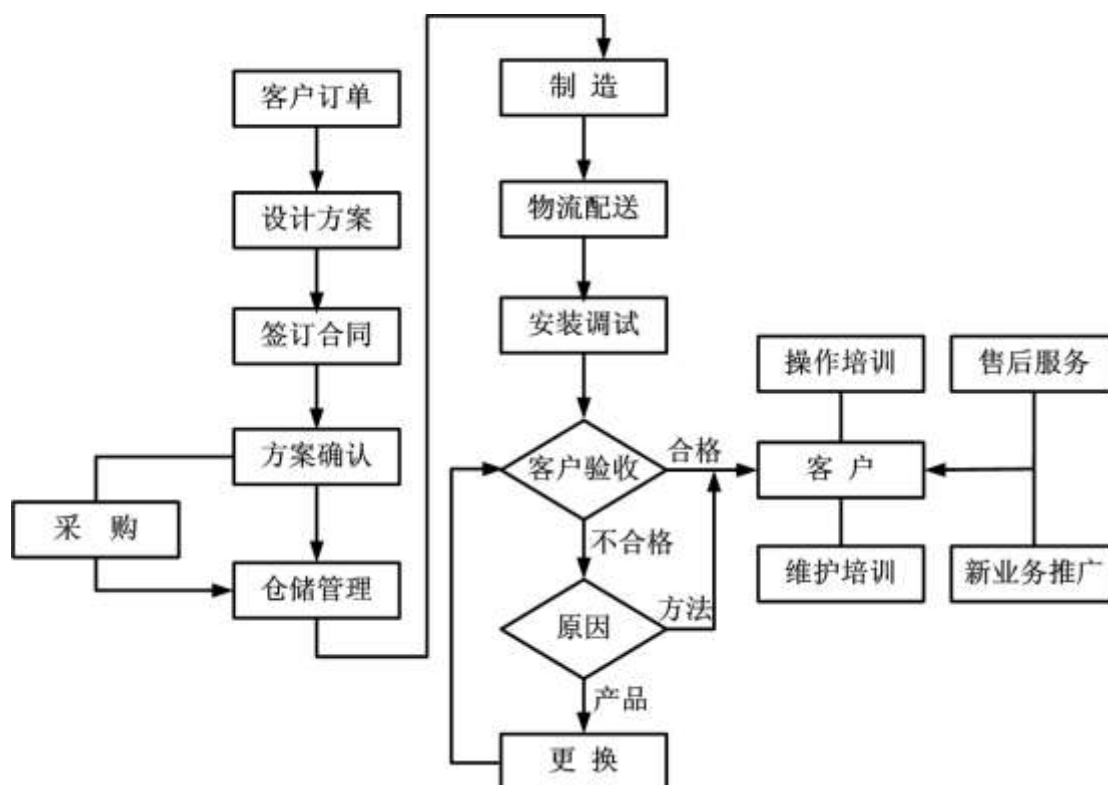 客户订单
设计方案
签订合同
方案确认
采 购
仓储管理
制 造
物流配送
安装调试
客户验收
合格
不合格
原因
方法
产品
更 换
操作培训
售后服务
客 户
维护培训
新业务推广